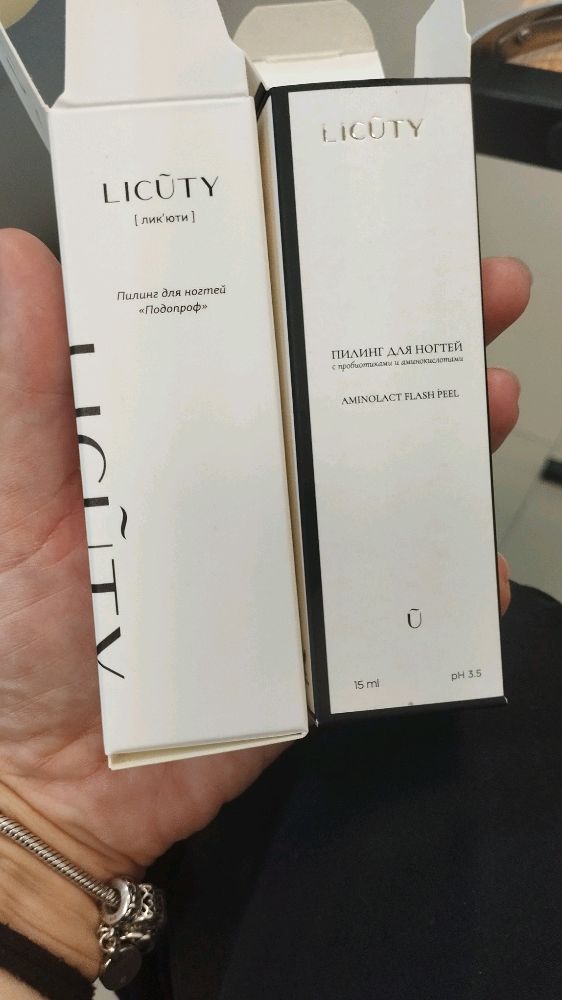 LICŨTY
[ лик'юти ]
Пилинг для ногтей
«Подопроф»
LICŨTY
LICŨTY
ПИЛИНГ ДЛЯ НОГТЕЙ
с пробиотиками и аминокислотами
AMINOLACT FLASH PEEL
Ũ
15 ml
pH 3.5